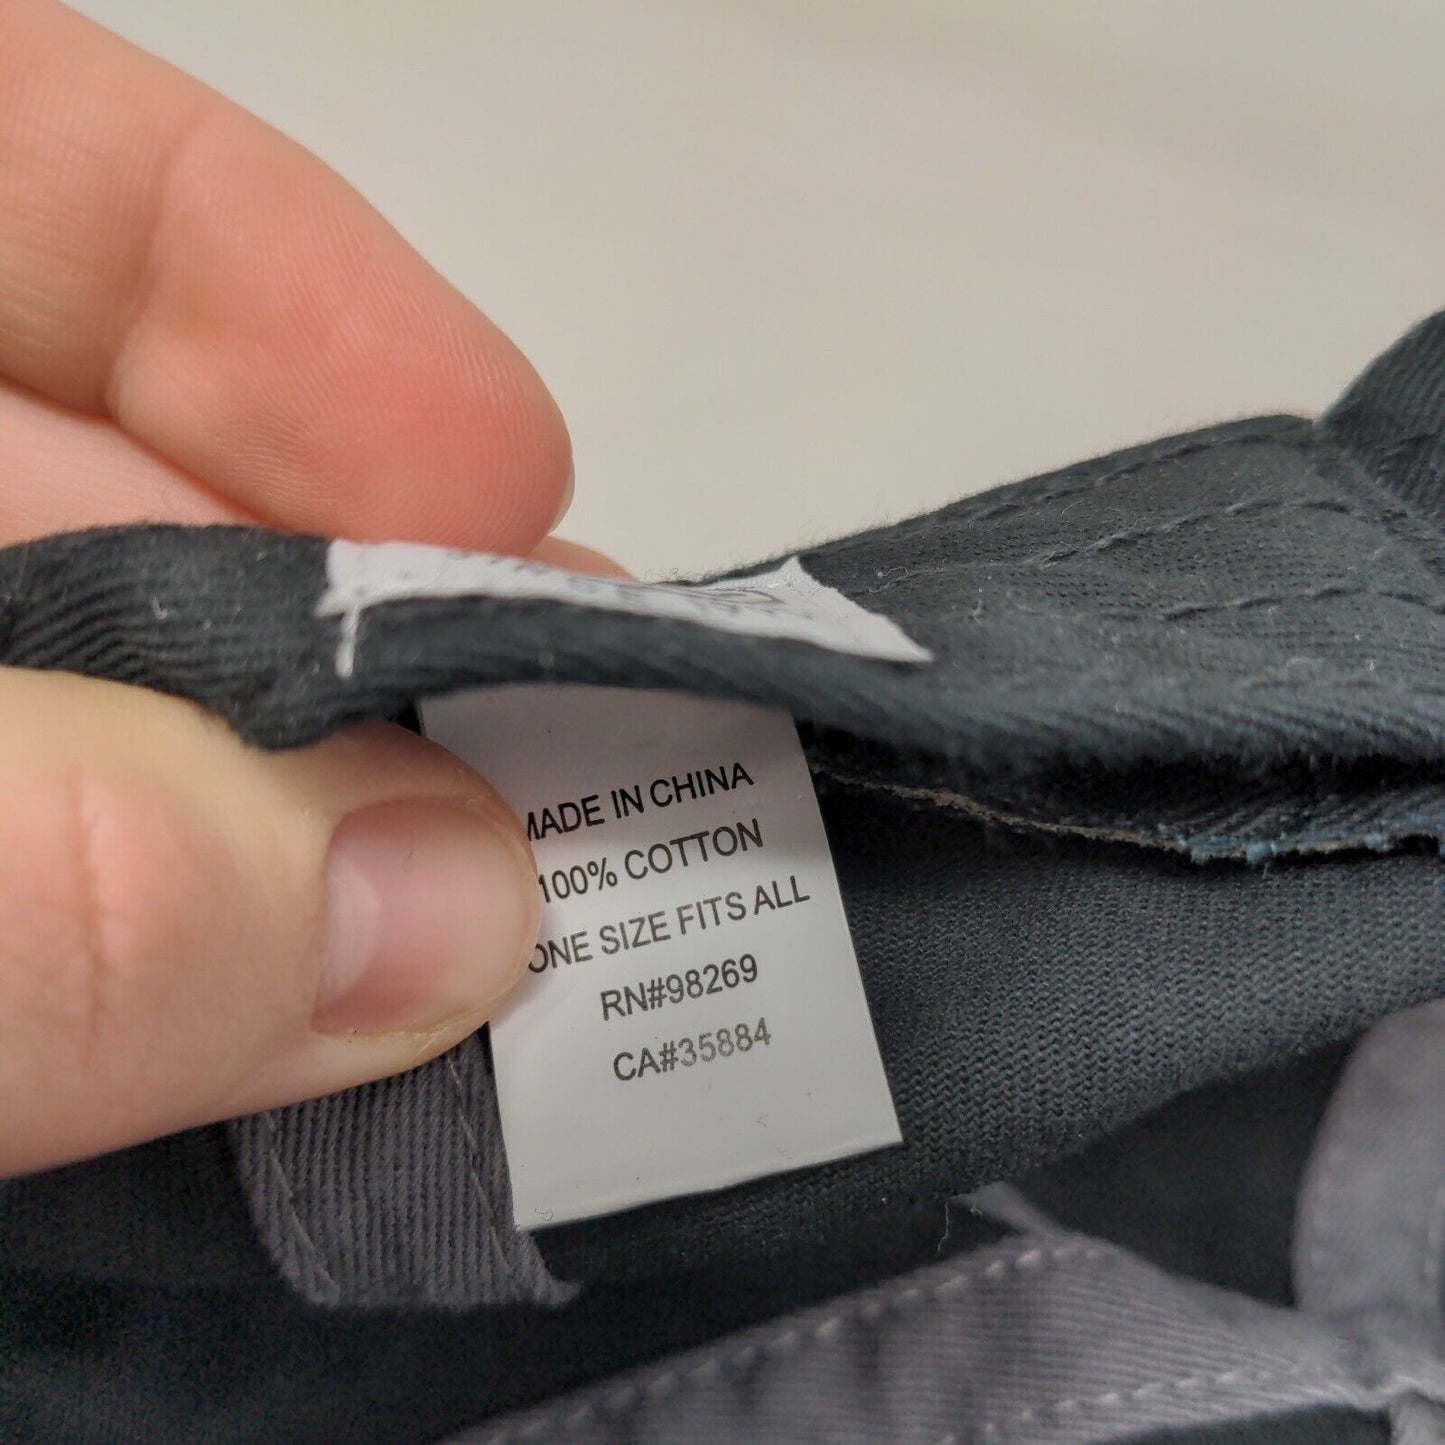 MADE IN CHINA
100% COTTON
ONE SIZE FITS ALL
RN#98269
CA#35884